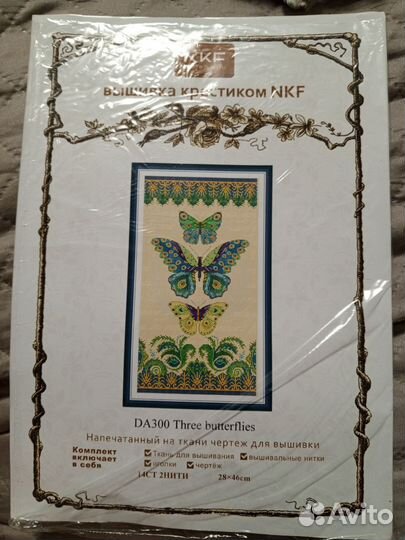 NKF
вышивка крестиком NKF
DA300 Three butterflies
Напечатанный на ткани чертеж для вышивки
Комплект включает в себя
Ткань для вышивания вышивальные нитки
иголки чертёж
14CT 2НИТИ 28×46cm
Avito